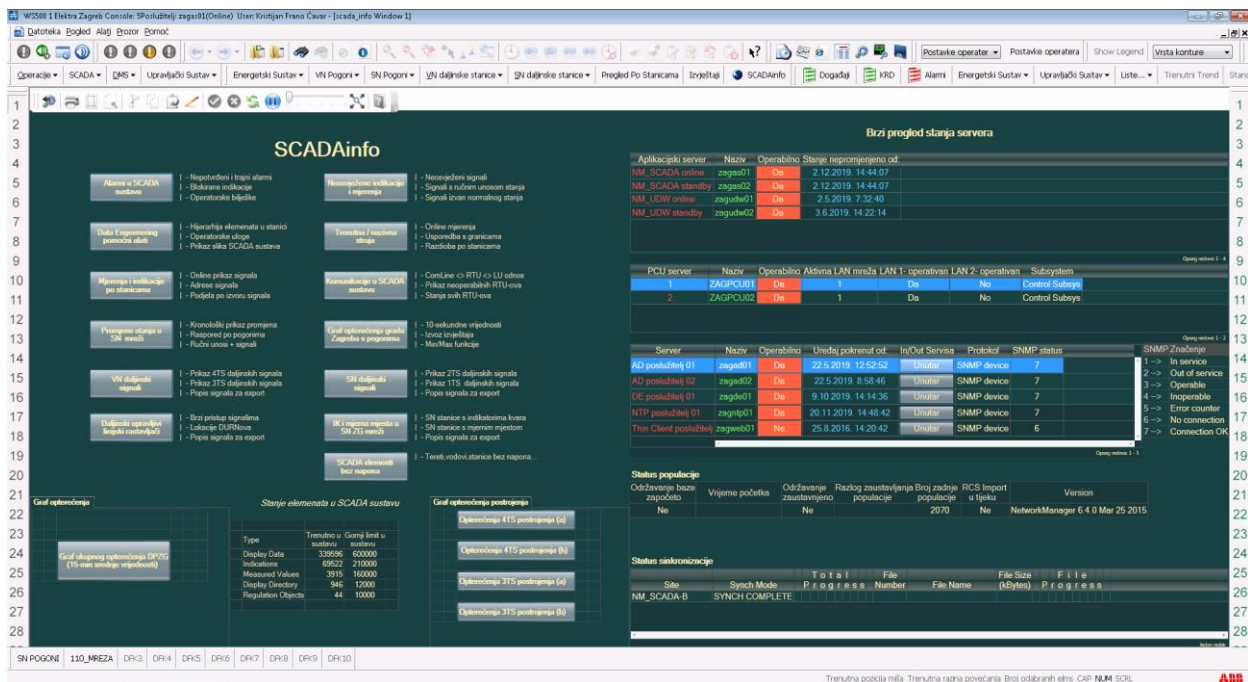 WS500 1 Elektra Zagreb Console: 5Poslužitelj: zagas01(Online) User: Kristijan Frano Čavar - [scada_info Window 1]
Datoteka Pogled Alati Prozor Pomoć
Postavke operater Postavke operatera Show Legend Vrsta konture
Operacije SCADA DMS Upravljački Sustav Energetski Sustav VN Pogoni SN Pogoni VN daljinske stanice SN daljinske stanice Pregled Po Stanicama Izvještaji SCADAinfo Događaji KRD Alarmi Energetski Sustav Upravljački Sustav Liste... Trenutni Trend Stanc
SCADAinfo
Alarmi u SCADA sustavu
- Nepotvrđeni i trajni alarmi
- Blokirane indikacije
- Operatorske bilješke
Neosvježene indikacije i mjerenja
- Neosvježeni signali
- Signali s ručnim unosom stanja
- Signali izvan normalnog stanja
Data Engeenering pomoćni alati
- Hijerarhija elemenata u stanici
- Operatorske uloge
- Prikaz slika SCADA sustava
Trenutna / nazivna struja
- Online mjerenja
- Usporedba s granicama
- Razdioba po stanicama
Mjerenja i indikacije po stanicama
- Online prikaz signala
- Adrese signala
- Podjela po izvoru signala
Komunikacije u SCADA sustavu
- ComLine <> RTU <> LU odnos
- Prikaz neoperabilnih RTU-ova
- Stanja svih RTU-ova
Promjene stanja u SN mreži
- Kronološki prikaz promjena
- Raspored po pogonima
- Ručni unosi + signali
Graf opterećenja grada Zagreba s pogonima
- 10-sekundne vrijednosti
- Izvoz izvještaja
- Min/Max funkcije
VN daljinski signali
- Prikaz 4TS daljinskih signala
- Prikaz 3TS daljinskih signala
- Popis signala za export
SN daljinski signali
- Prikaz 2TS daljinskih signala
- Prikaz 1TS daljinskih signala
- Popis signala za export
Daljinski upravljivi linijski rastavljači
- Brzi pristup signalima
- Lokacije DURNova
- Popis signala za export
IK i mjerna mjesta u SN ZG mreži
- SN stanice s indikatorima kvara
- SN stanice s mjernim mjestom
- Popis signala za export
SCADA elementi bez napona
- Tereti,vodovi,stanice bez napona...
Graf opterećenja
Graf ukupnog opterećenja DPZG
(15-min srednje vrijednosti)
Stanje elemenata u SCADA sustavu
Type Trenutno u sustavu Gornji limit u sustavu
Display Data 339596 600000
Indications 69522 210000
Measured Values 3915 160000
Display Directory 946 12000
Regulation Objects 44 10000
Graf opterećenja postrojenja
Opterećenja 4TS postrojenja (a)
Opterećenja 4TS postrojenja (b)
Opterećenja 3TS postrojenja (a)
Opterećenja 3TS postrojenja (b)
Brzi pregled stanja servera
Aplikacijski server Naziv Operabilno Stanje nepromjenjeno od:
NM_SCADA online zagas01 Da 2.12.2019. 14:44:07
NM_SCADA standby zagas02 Da 2.12.2019. 14:44:07
NM_UDW online zagudw01 Da 2.5.2019. 7:32:40
NM_UDW standby zagudw02 Da 3.6.2019. 14:22:14
Opseg redova: 1 - 4
PCU server Naziv Operabilno Aktivna LAN mreža LAN 1- operativan LAN 2- operativan Subsystem
1 ZAGPCU01 Da 1 Da No Control Subsys
2 ZAGPCU02 Da 1 Da No Control Subsys
Opseg redova: 1 - 2
Server Naziv Operabilno Uređaj pokrenut od: In/Out Servisa Protokol SNMP status
AD poslužitelj 01 zagad01 Da 22.5.2019. 12:52:52 Unutar SNMP device 7
AD poslužitelj 02 zagad02 Da 22.5.2019. 8:58:46 Unutar SNMP device 7
DE poslužitelj 01 zagde01 Da 9.10.2019. 14:14:36 Unutar SNMP device 7
NTP poslužitelj 01 zagntp01 Da 20.11.2019. 14:48:42 Unutar SNMP device 7
Thin Client poslužitelj zagweb01 Ne 25.8.2016. 14:20:42 Unutar SNMP device 6
Opseg redova: 1 - 5
SNMP Značenje
1 --> In service
2 --> Out of service
3 --> Operable
4 --> Inoperable
5 --> Error counter
6 --> No connection
7 --> Connection OK
Status populacije
Održavanje baze započeto Vrijeme početka Održavanje zaustavnjeno Razlog zaustavljanja populacije Broj zadnje populacije RCS Import u tijeku Version
Ne Ne 2070 Ne NetworkManager 6.4.0 Mar 25 2015
Status sinkronizacije
Site Synch Mode Total Progress File Number File Name File Size (kBytes) File Progress
NM_SCADA-B SYNCH COMPLETE
Jedan redak
SN POGONI 110_MREZA DFK3 DFK4 DFK5 DFK6 DFK7 DFK8 DFK9 DFK10
Trenutna pozicija miša Trenutna razina povećanja Broj odabranih elms CAP NUM SCRL
ABB